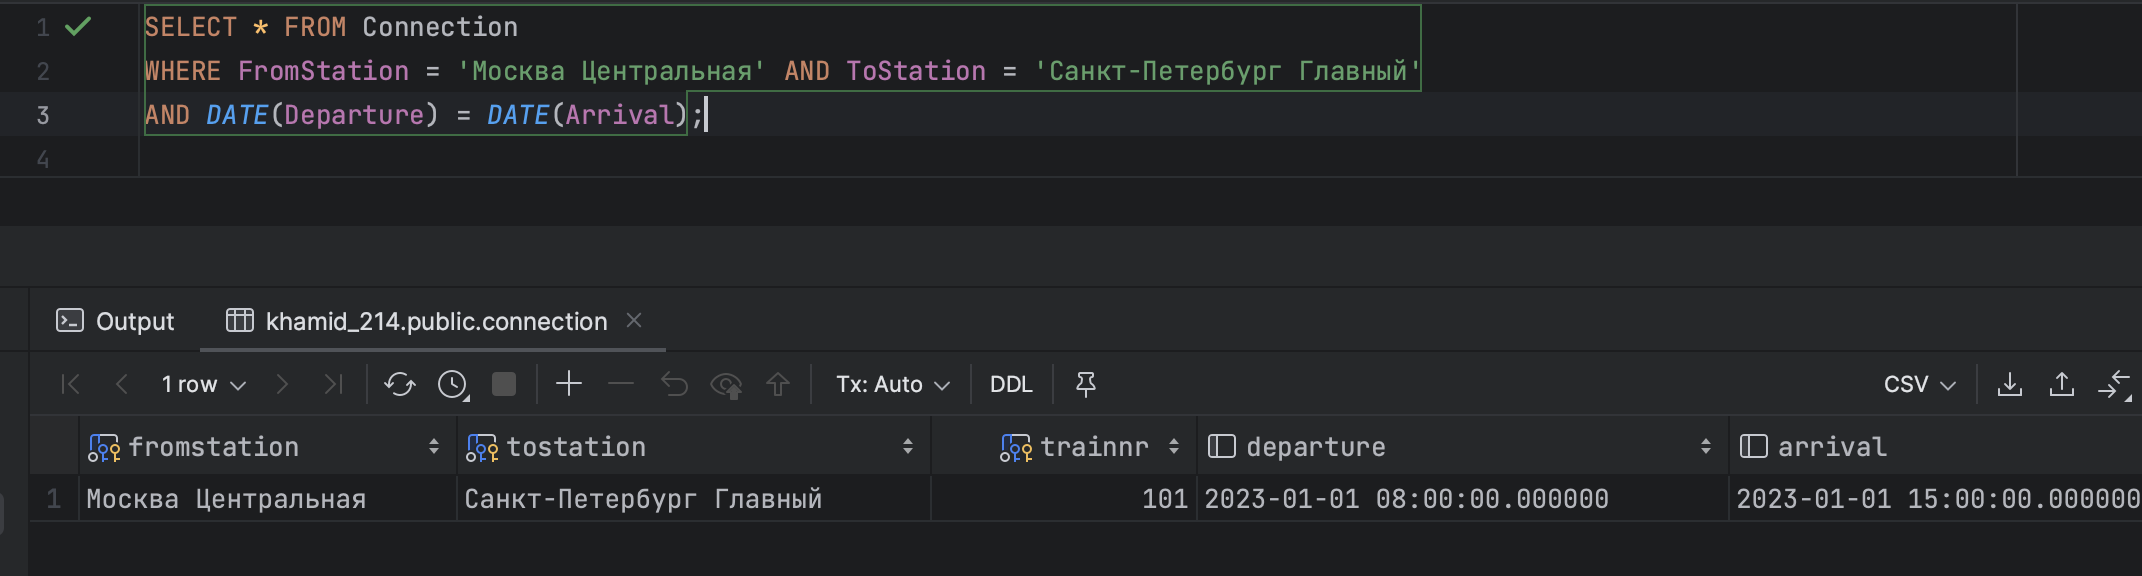 1 SELECT * FROM Connection
2 WHERE FromStation = 'Москва Центральная' AND ToStation = 'Санкт-Петербург Главный'
3 AND DATE(Departure) = DATE(Arrival);
4
Output khamid_214.public.connection
1 row Tx: Auto DDL CSV
fromstation tostation trainnr departure arrival
1 Москва Центральная Санкт-Петербург Главный 101 2023-01-01 08:00:00.000000 2023-01-01 15:00:00.000000